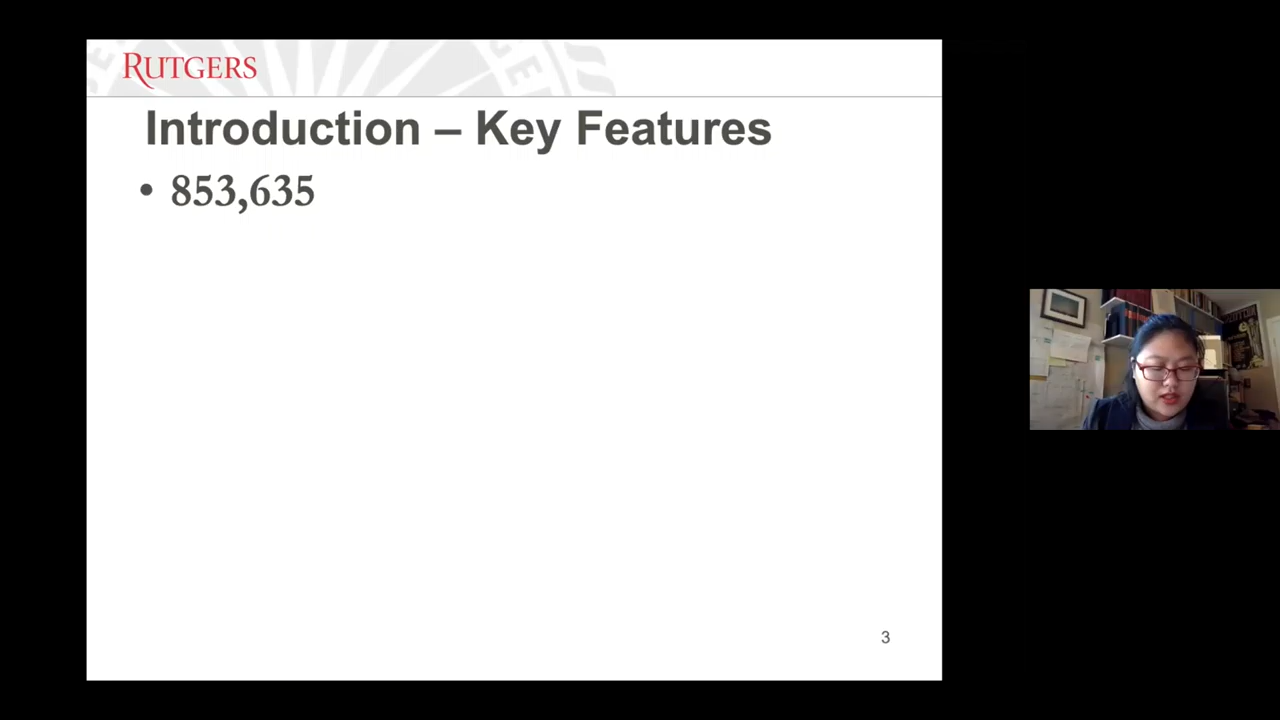 RUTGERS
Introduction – Key Features
• 853,635
3